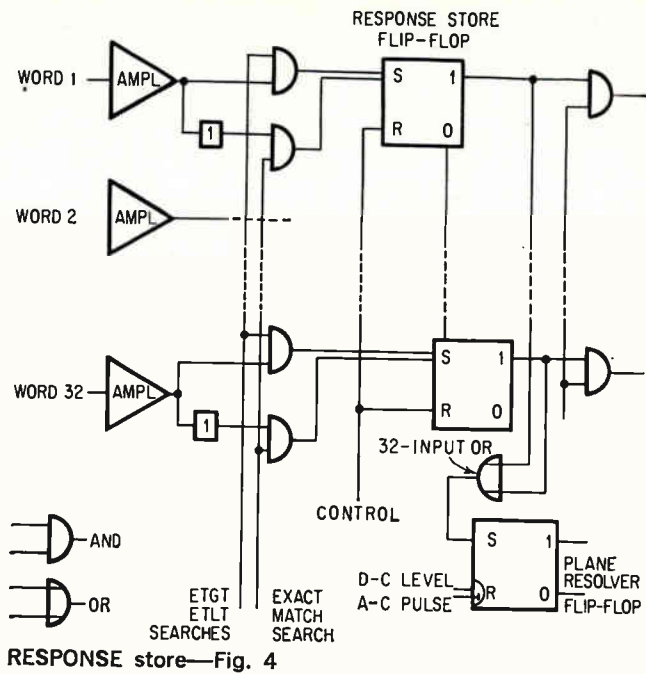 RESPONSE STORE
FLIP-FLOP
WORD 1
AMPL
S 1
1
R 0
WORD 2
AMPL
WORD 32
AMPL
S 1
1
R 0
32-INPUT OR
CONTROL
AND
OR
ETGT
ETLT
SEARCHES
EXACT
MATCH
SEARCH
S 1
D-C LEVEL
A-C PULSE
R 0
PLANE
RESOLVER
FLIP-FLOP
RESPONSE store—Fig. 4